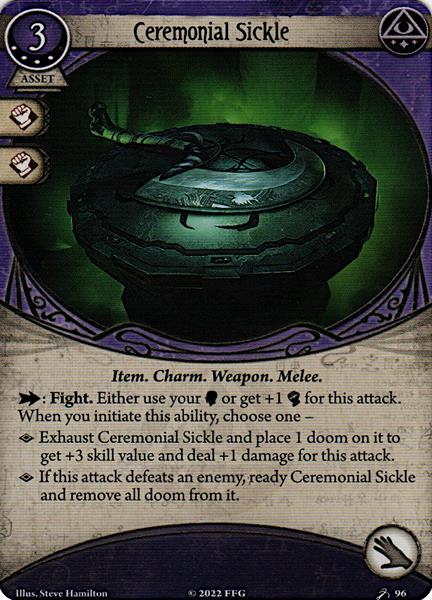 3
Ceremonial Sickle
ASSET
Item. Charm. Weapon. Melee.
: Fight. Either use your or get +1 for this attack.
When you initiate this ability, choose one –
Exhaust Ceremonial Sickle and place 1 doom on it to
get +3 skill value and deal +1 damage for this attack.
If this attack defeats an enemy, ready Ceremonial Sickle
and remove all doom from it.
Illus. Steve Hamilton
© 2022 FFG
96